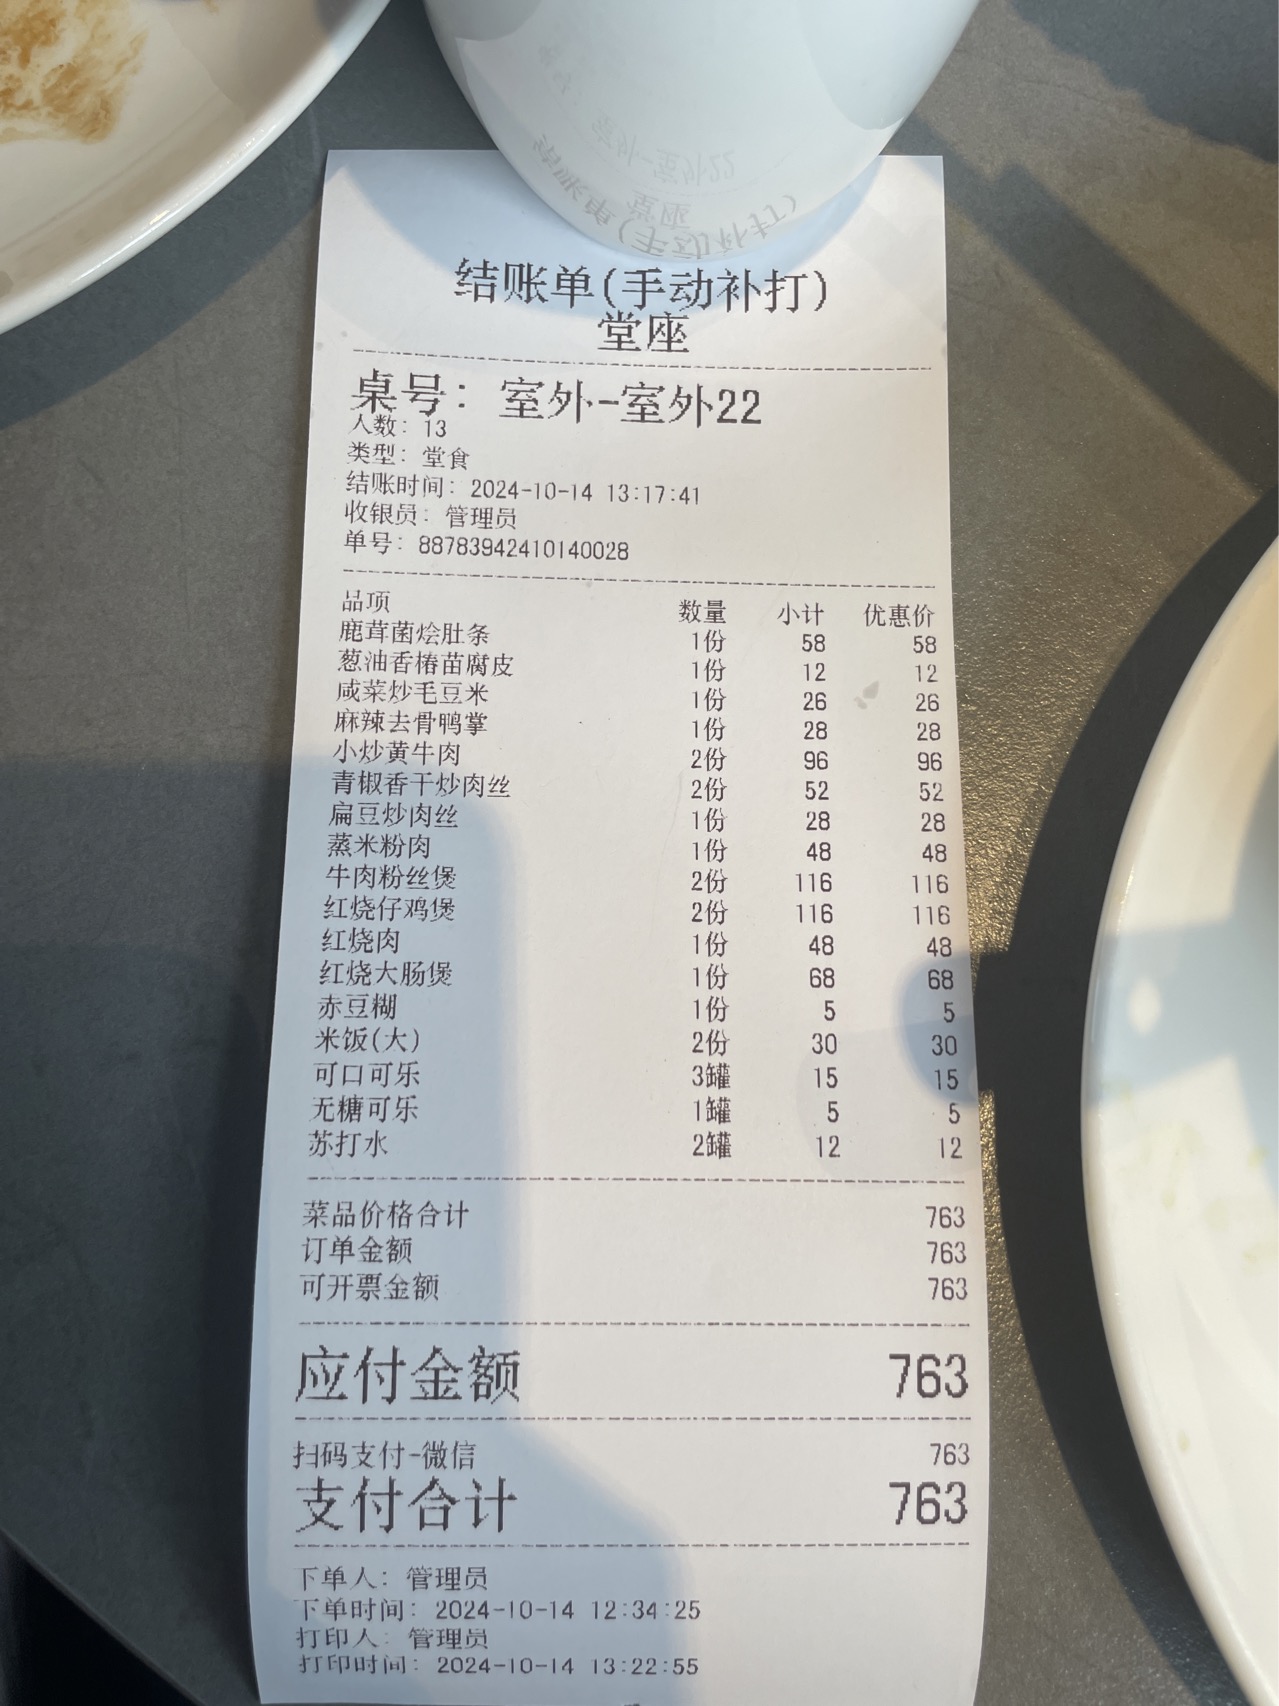 结账单(手动补打)
堂座
桌号: 室外-室外22
人数: 13
类型: 堂食
结账时间: 2024-10-14 13:17:41
收银员: 管理员
单号: 88783942410140028
品项 数量 小计 优惠价
鹿茸菌烩肚条 1份 58 58
葱油香椿苗腐皮 1份 12 12
咸菜炒毛豆米 1份 26 26
麻辣去骨鸭掌 1份 28 28
小炒黄牛肉 2份 96 96
青椒香干炒肉丝 2份 52 52
扁豆炒肉丝 1份 28 28
蒸米粉肉 1份 48 48
牛肉粉丝煲 2份 116 116
红烧仔鸡煲 2份 116 116
红烧肉 1份 48 48
红烧大肠煲 1份 68 68
赤豆糊 1份 5 5
米饭(大) 2份 30 30
可口可乐 3罐 15 15
无糖可乐 1罐 5 5
苏打水 2罐 12 12
菜品价格合计 763
订单金额 763
可开票金额 763
应付金额 763
扫码支付-微信 763
支付合计 763
下单人: 管理员
下单时间: 2024-10-14 12:34:25
打印人: 管理员
打印时间: 2024-10-14 13:22:55